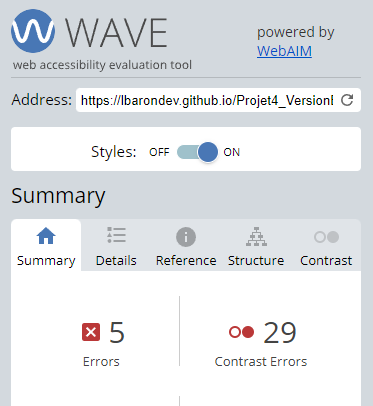 WAVE
web accessibility evaluation tool
powered by
WebAIM
Address: https://lbarondev.github.io/Projet4_Version
Styles: OFF ON
Summary
Summary Details Reference Structure Contrast
5 29
Errors Contrast Errors